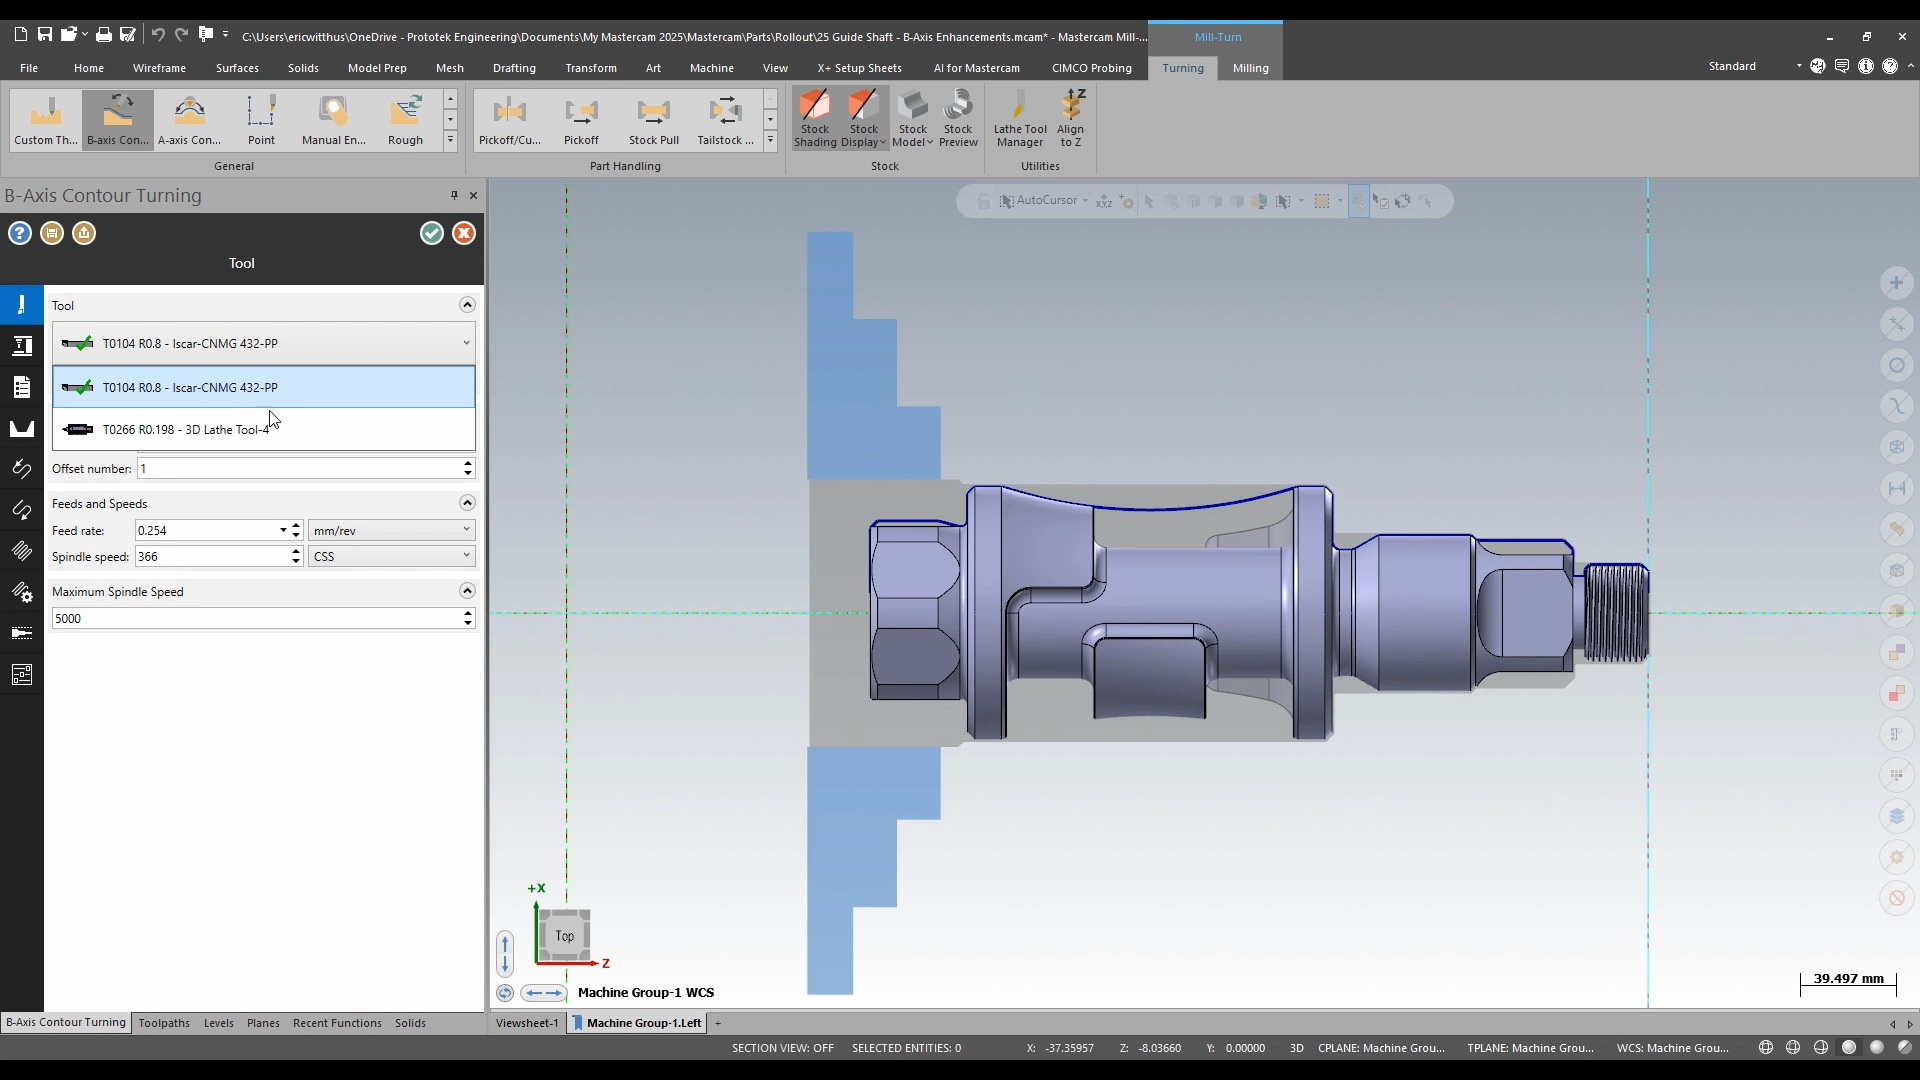 C:\Users\ericwitthus\OneDrive - Prototek Engineering\Documents\My Mastercam 2025\Mastercam\Parts\Rollout\25 Guide Shaft - B-Axis Enhancements.mcam* - Mastercam Mill-...
Mill-Turn
File
Home
Wireframe
Surfaces
Solids
Model Prep
Mesh
Drafting
Transform
Art
Machine
View
X+ Setup Sheets
AI for Mastercam
CIMCO Probing
Turning
Milling
Standard
Custom Th...
B-axis Con...
A-axis Con...
Point
Manual En...
Rough
Pickoff/Cu...
Pickoff
Stock Pull
Tailstock ...
Stock Shading
Stock Display
Stock Model
Stock Preview
Lathe Tool Manager
Align to Z
General
Part Handling
Stock
Utilities
B-Axis Contour Turning
AutoCursor
Tool
Tool
T0104 R0.8 - Iscar-CNMG 432-PP
T0104 R0.8 - Iscar-CNMG 432-PP
T0266 R0.198 - 3D Lathe Tool-4
Offset number: 1
Feeds and Speeds
Feed rate: 0.254 mm/rev
Spindle speed: 366 CSS
Maximum Spindle Speed
5000
+X
Top
Z
Machine Group-1 WCS
39.497 mm
B-Axis Contour Turning
Toolpaths
Levels
Planes
Recent Functions
Solids
Viewsheet-1
Machine Group-1.Left
+
SECTION VIEW: OFF
SELECTED ENTITIES: 0
X: -37.35957
Z: -8.03660
Y: 0.00000
3D
CPLANE: Machine Grou...
TPLANE: Machine Grou...
WCS: Machine Grou...